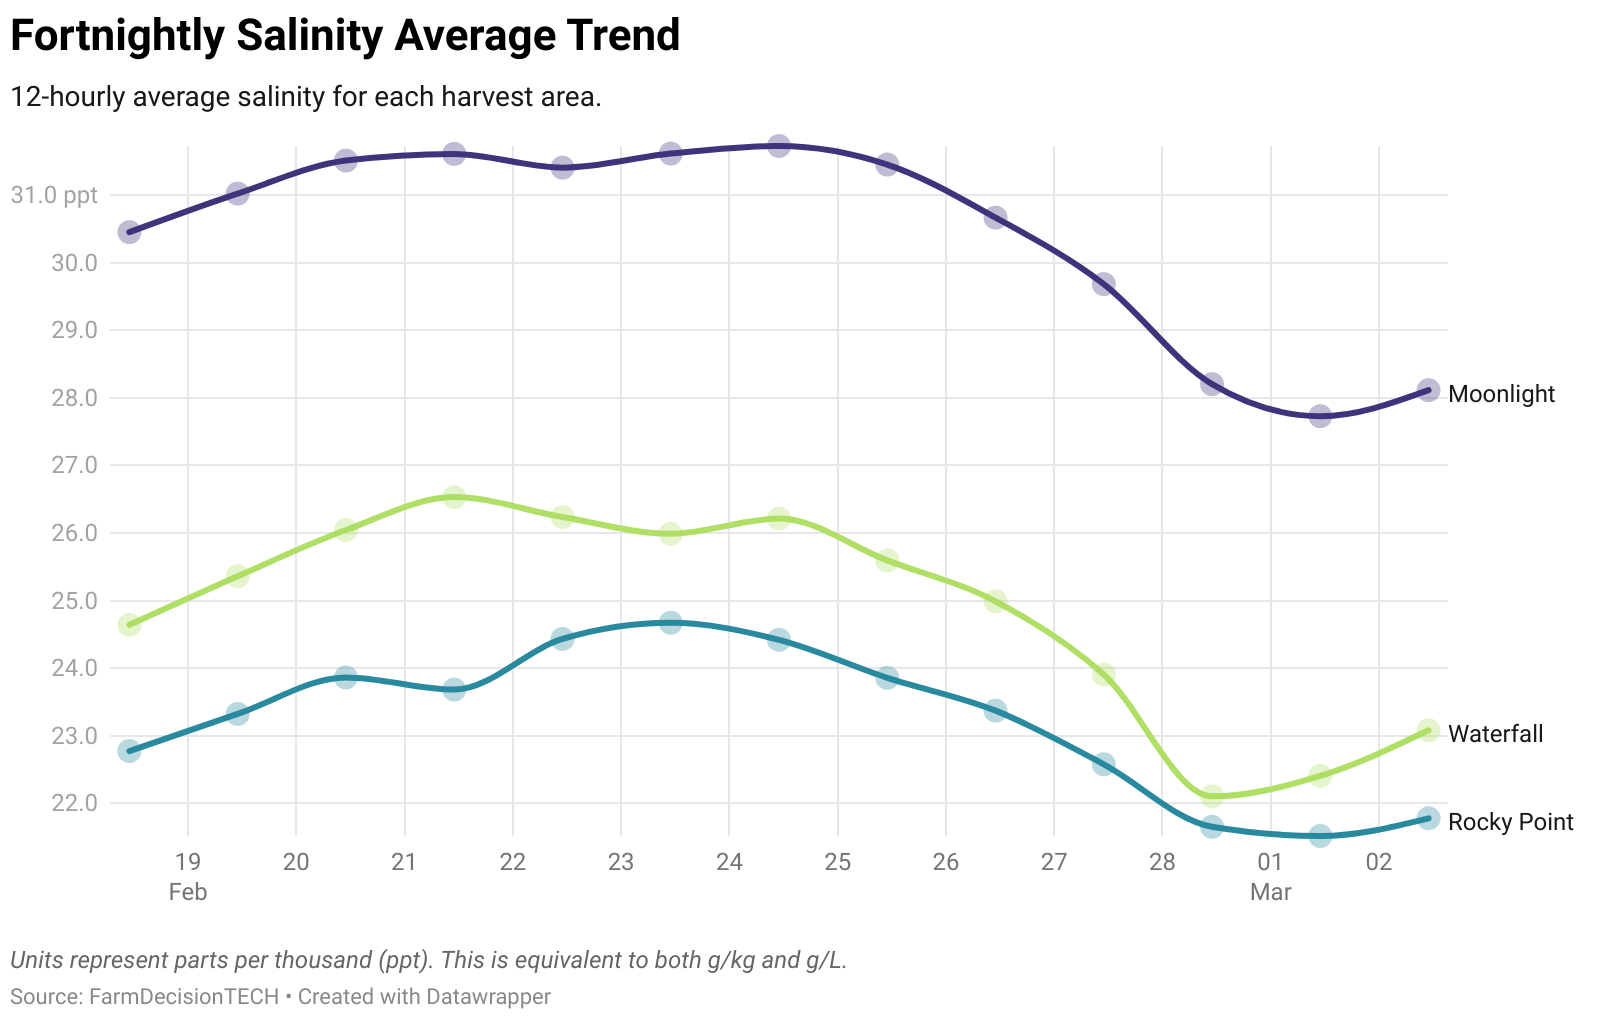 Fortnightly Salinity Average Trend
12-hourly average salinity for each harvest area.
31.0 ppt
30.0
29.0
28.0
27.0
26.0
25.0
24.0
23.0
22.0
Moonlight
Waterfall
Rocky Point
19 20 21 22 23 24 25 26 27 28 01 02
Feb Mar
Units represent parts per thousand (ppt). This is equivalent to both g/kg and g/L.
Source: FarmDecisionTECH • Created with Datawrapper